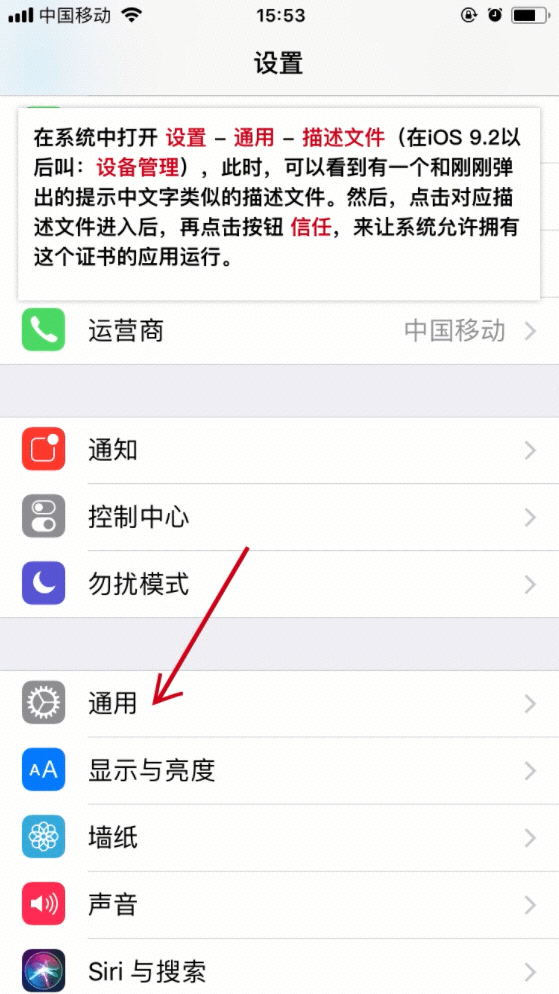 中国移动 15:53
设置
在系统中打开 设置 – 通用 – 描述文件（在iOS 9.2以
后叫：设备管理），此时，可以看到有一个和刚刚弹
出的提示中文字类似的描述文件。然后，点击对应描
述文件进入后，再点击按钮 信任，来让系统允许拥有
这个证书的应用运行。
运营商 中国移动
通知
控制中心
勿扰模式
通用
AA 显示与亮度
墙纸
声音
Siri 与搜索